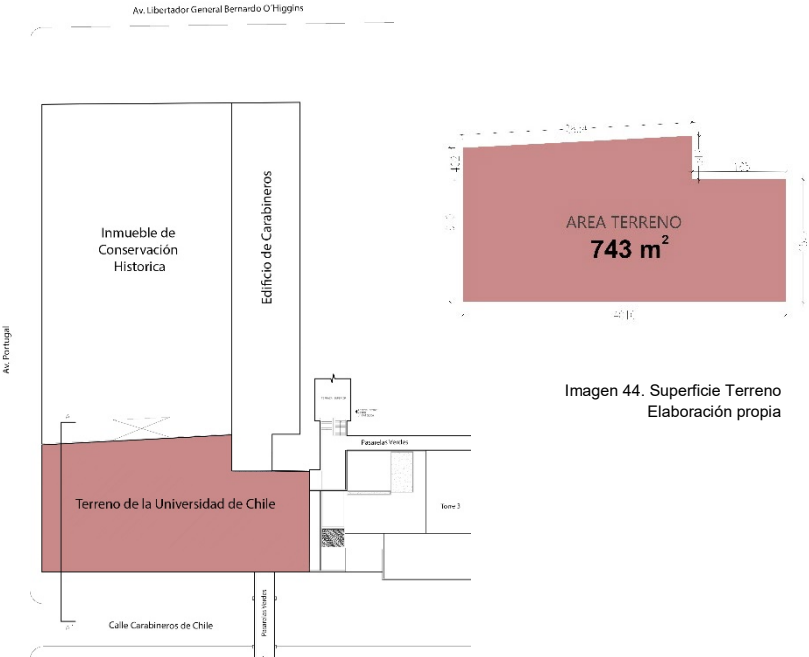 Av. Libertador General Bernardo O´Higgins
Inmueble de
Conservación
Historica
Edificio de Carabineros
Av. Portugal
AREA TERRENO
743 m²
Imagen 44. Superficie Terreno
Elaboración propia
Pasarelas Verdes
Torre 3
Terreno de la Universidad de Chile
Calle Carabineros de Chile
Pasarelas Verdes